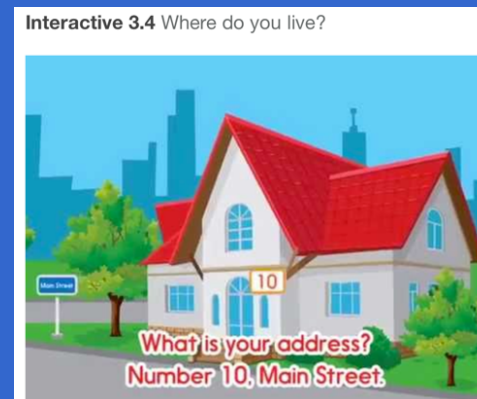 Interactive 3.4 Where do you live?
Main Street
10
What is your address?
Number 10, Main Street.